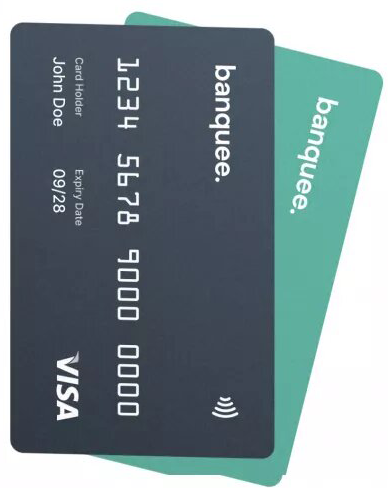 banquee.
1234 5678 9000 0000
Card Holder
John Doe
Expiry Date
09/28
VISA
banquee.